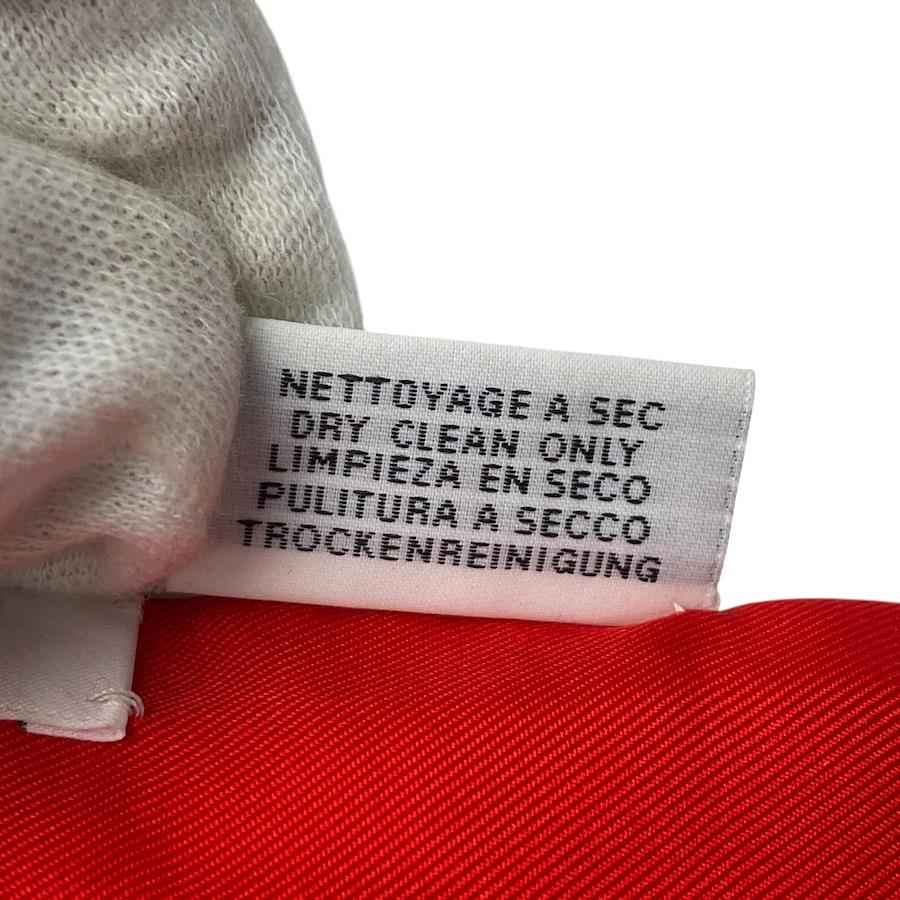 NETTOYAGE A SEC
DRY CLEAN ONLY
LIMPIEZA EN SECO
PULITURA A SECCO
TROCKENREINIGUNG